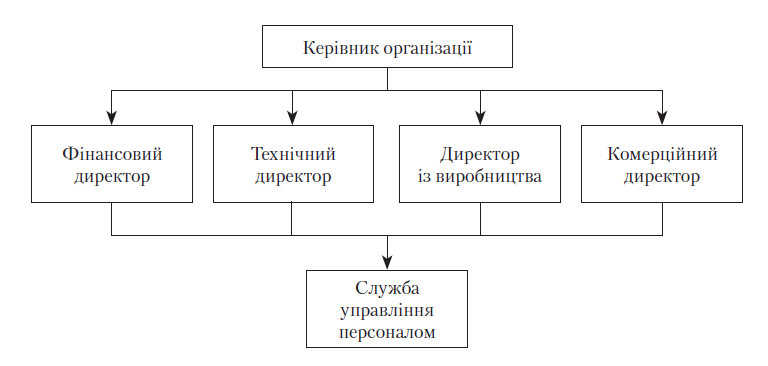 Керівник організації
Фінансовий
директор
Технічний
директор
Директор
із виробництва
Комерційний
директор
Служба
управління
персоналом